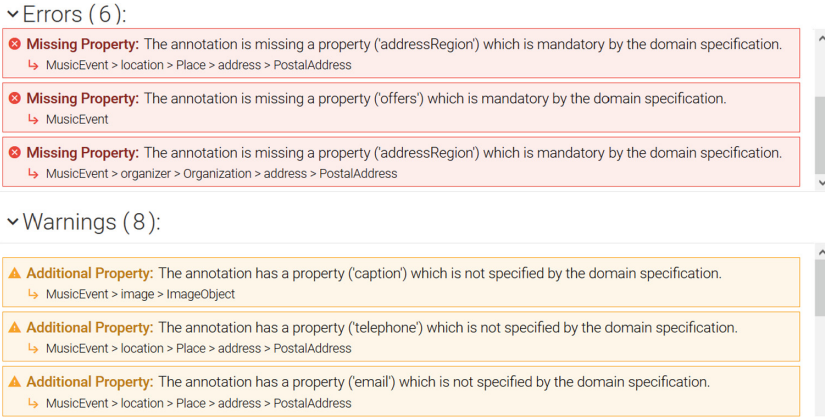 Errors (6):
Missing Property: The annotation is missing a property ('addressRegion') which is mandatory by the domain specification.
MusicEvent > location > Place > address > PostalAddress
Missing Property: The annotation is missing a property ('offers') which is mandatory by the domain specification.
MusicEvent
Missing Property: The annotation is missing a property ('addressRegion') which is mandatory by the domain specification.
MusicEvent > organizer > Organization > address > PostalAddress
Warnings (8):
Additional Property: The annotation has a property ('caption') which is not specified by the domain specification.
MusicEvent > image > ImageObject
Additional Property: The annotation has a property ('telephone') which is not specified by the domain specification.
MusicEvent > location > Place > address > PostalAddress
Additional Property: The annotation has a property ('email') which is not specified by the domain specification.
MusicEvent > location > Place > address > PostalAddress